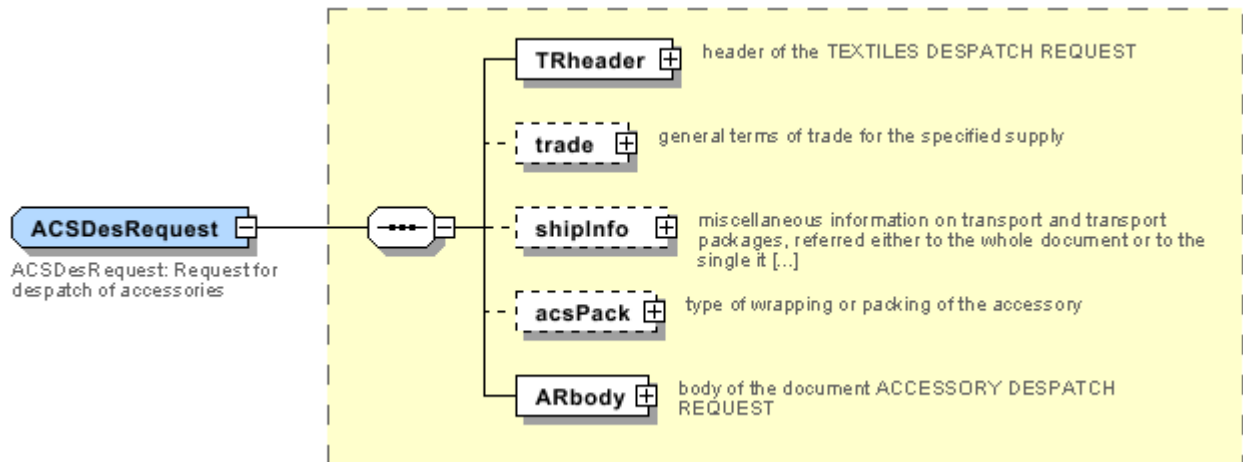 TRheader
header of the TEXTILES DESPATCH REQUEST
trade
general terms of trade for the specified supply
ACSDesRequest
ACSDesRequest: Request for
despatch of accessories
shipInfo
miscellaneous information on transport and transport
packages, referred either to the whole document or to the
single it [...]
acsPack
type of wrapping or packing of the accessory
ARbody
body of the document ACCESSORY DESPATCH
REQUEST